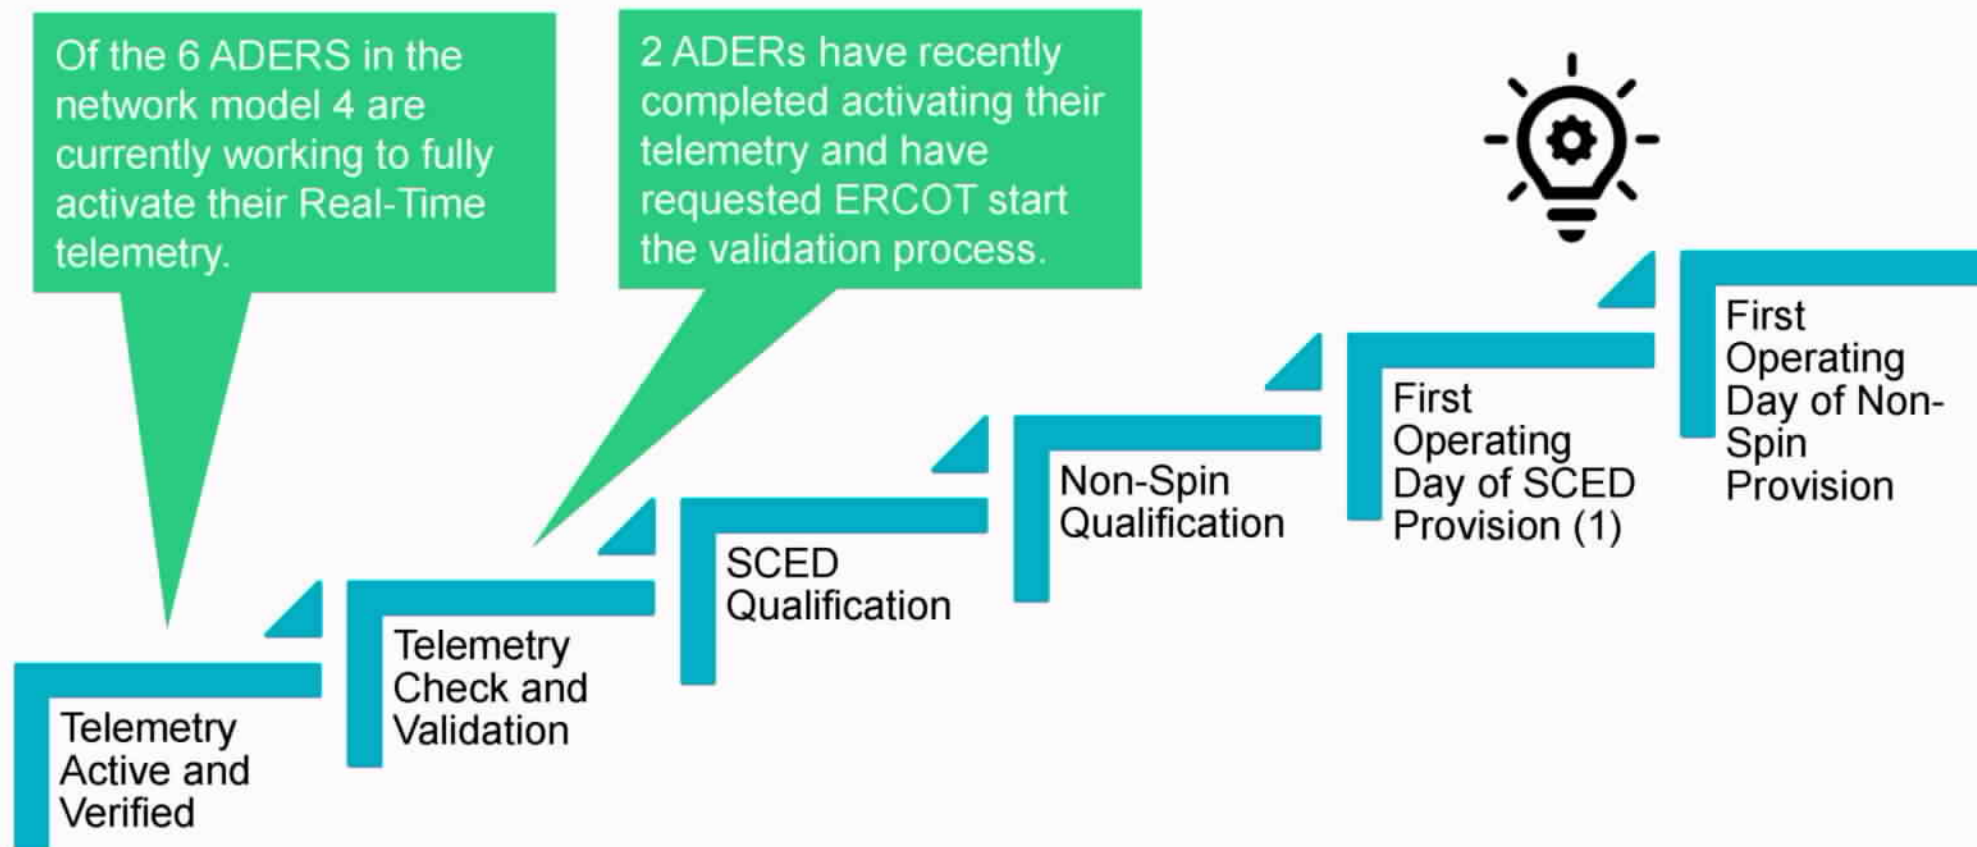 Of the 6 ADERS in the
network model 4 are
currently working to fully
activate their Real-Time
telemetry.
2 ADERs have recently
completed activating their
telemetry and have
requested ERCOT start
the validation process.
Telemetry
Active and
Verified
Telemetry
Check and
Validation
SCED
Qualification
Non-Spin
Qualification
First
Operating
Day of SCED
Provision (1)
First
Operating
Day of Non-
Spin
Provision